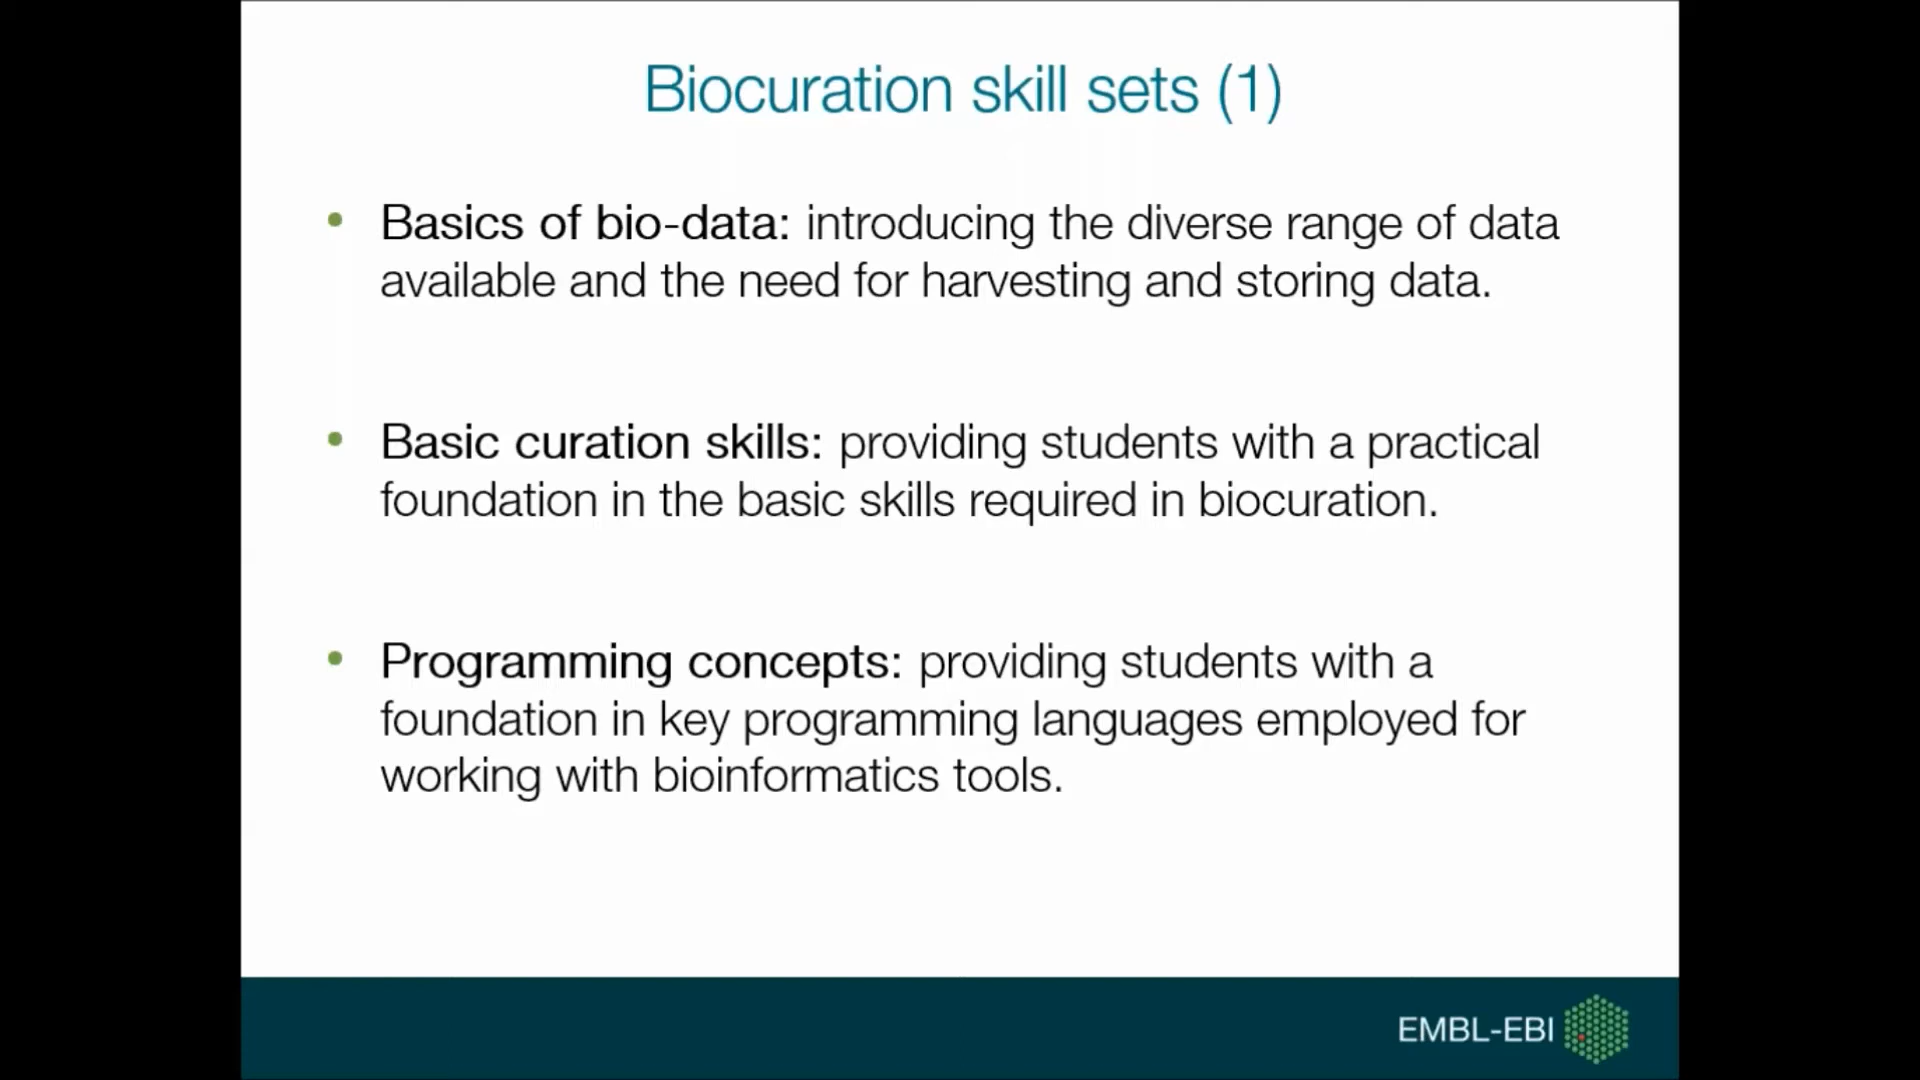 Biocuration skill sets (1)
• Basics of bio-data: introducing the diverse range of data
available and the need for harvesting and storing data.
• Basic curation skills: providing students with a practical
foundation in the basic skills required in biocuration.
• Programming concepts: providing students with a
foundation in key programming languages employed for
working with bioinformatics tools.
EMBL-EBI